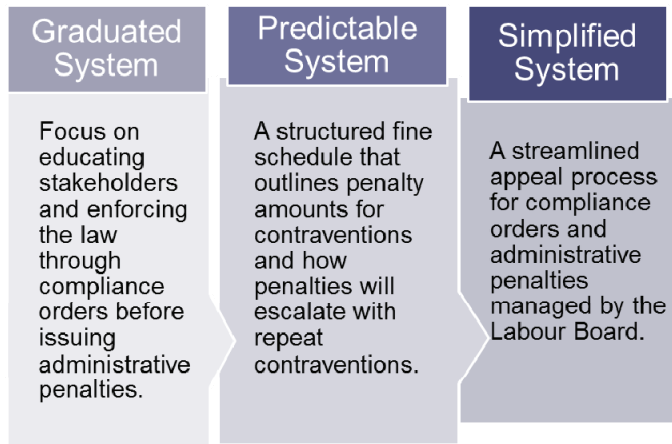 Graduated
System
Focus on
educating
stakeholders
and enforcing
the law
through
compliance
orders before
issuing
administrative
penalties.
Predictable
System
A structured fine
schedule that
outlines penalty
amounts for
contraventions
and how
penalties will
escalate with
repeat
contraventions.
Simplified
System
A streamlined
appeal process
for compliance
orders and
administrative
penalties
managed by the
Labour Board.